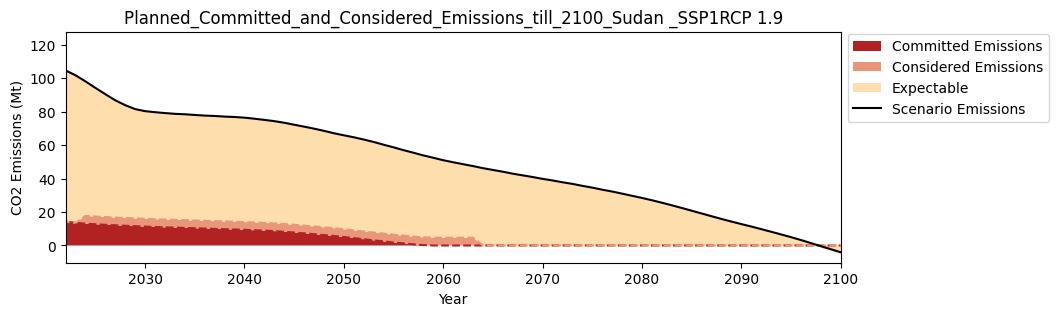 Planned_Committed_and_Considered_Emissions_till_2100_Sudan _SSP1RCP 1.9
CO2 Emissions (Mt)
120
100
80
60
40
20
0
2030
2040
2050
2060
2070
2080
2090
2100
Year
Committed Emissions
Considered Emissions
Expectable
Scenario Emissions